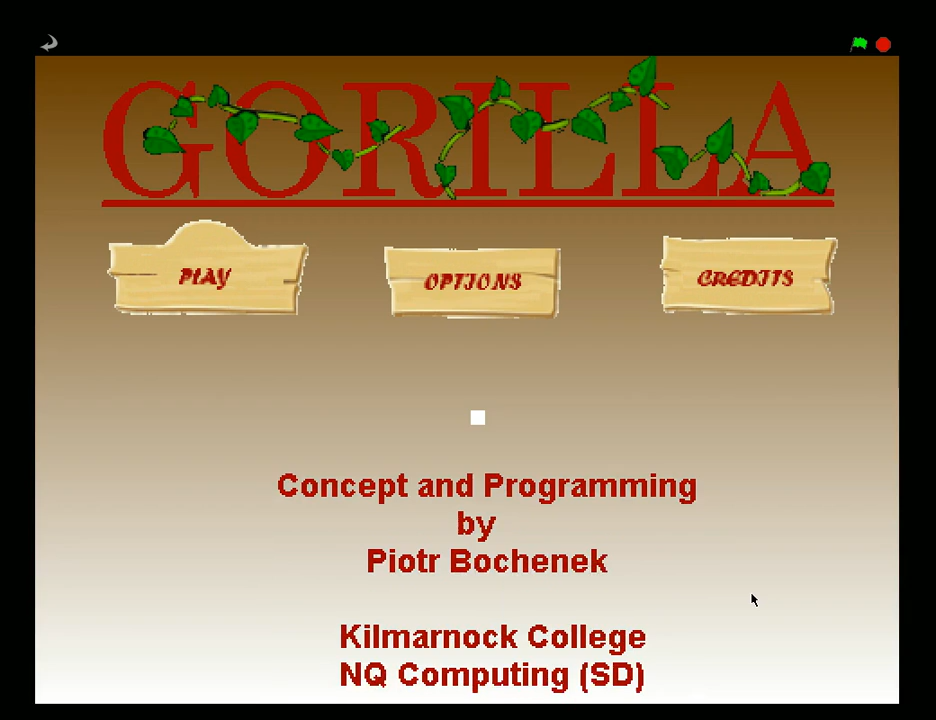 GORILLA
PLAY
OPTIONS
CREDITS
Concept and Programming
by
Piotr Bochenek
Kilmarnock College
NQ Computing (SD)